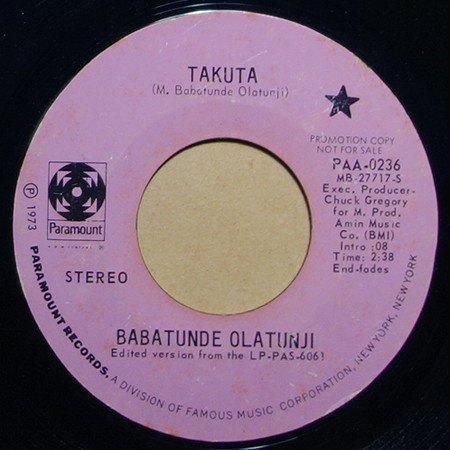 TAKUTA
(M. Babatunde Olatunji)
PROMOTION COPY
NOT FOR SALE
PAA-0236
MB-27717-S
Exec. Producer-
Chuck Gregory
for M. Prod.
Amin Music
Co. (BMI)
Intro :08
Time: 2:38
End-fades
Paramount
STEREO
BABATUNDE OLATUNJI
Edited version from the LP-PAS-6061
Ⓟ 1973
PARAMOUNT RECORDS, A DIVISION OF FAMOUS MUSIC CORPORATION, NEW YORK, NEW YORK